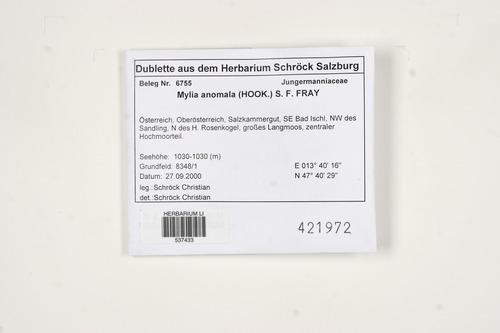 Dublette aus dem Herbarium Schröck Salzburg
Beleg Nr. 6755 Jungermanniaceae
Mylia anomala (HOOK.) S. F. FRAY
Österreich, Oberösterreich, Salzkammergut, SE Bad Ischl, NW des
Sandling, N des H. Rosenkogel, großes Langmoos, zentraler
Hochmoorteil.
Seehöhe: 1030-1030 (m)
Grundfeld: 8348/1 E 013° 40' 16"
Datum: 27.09.2000 N 47° 40' 29"
leg.:Schröck Christian
det.:Schröck Christian
HERBARIUM LI
537433
421972